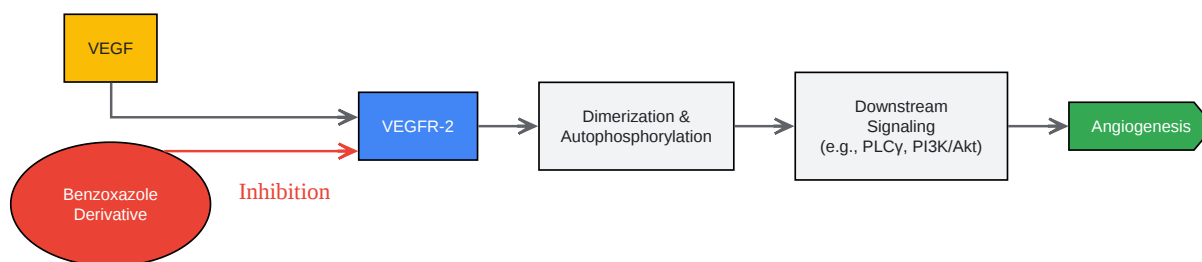 VEGF
VEGFR-2
Dimerization &
Autophosphorylation
Downstream
Signaling
(e.g., PLCγ, PI3K/Akt)
Angiogenesis
Benzoxazole
Derivative
Inhibition